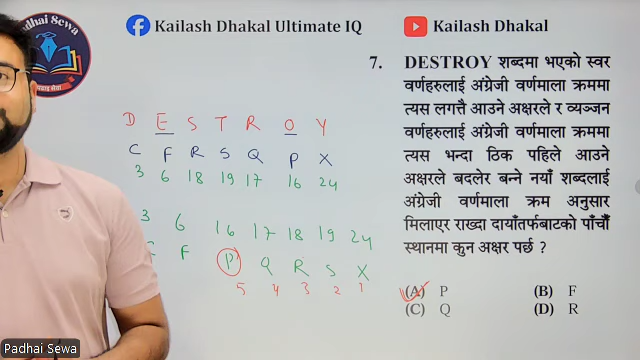 Padhai Sewa
Kailash Dhakal Ultimate IQ
Kailash Dhakal
7. DESTROY शब्दमा भएको स्वर
वर्णहरुलाई अंग्रेजी वर्णमाला क्रममा
त्यस लगत्तै आउने अक्षरले र व्यञ्जन
वर्णहरुलाई अंग्रेजी वर्णमाला क्रममा
त्यस भन्दा ठिक पहिले आउने
अक्षरले बदलेर बन्ने नयाँ शब्दलाई
अंग्रेजी वर्णमाला क्रम अनुसार
मिलाएर राख्दा दायाँतर्फबाटको पाँचौँ
स्थानमा कुन अक्षर पर्छ ?
(A) P (B) F
(C) Q (D) R
D E S T R O Y
C F R S Q P X
3 6 18 19 17 16 24
3 6 16 17 18 19 24
F P Q R S X
5 4 3 2 1
Padhai Sewa